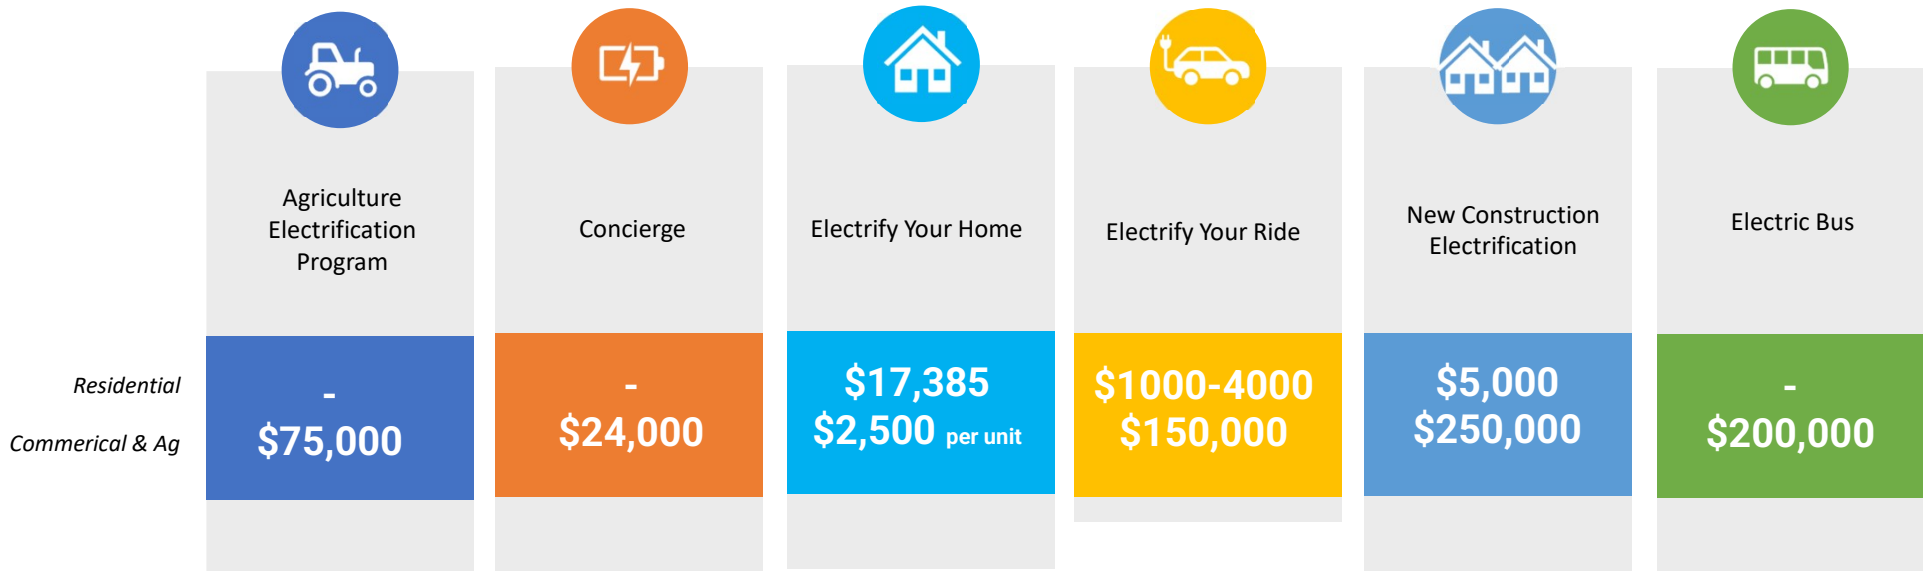 Agriculture
Electrification
Program
Concierge
Electrify Your Home
Electrify Your Ride
New Construction
Electrification
Electric Bus
Residential
Commerical & Ag
-
$75,000
-
$24,000
$17,385
$2,500 per unit
$1000-4000
$150,000
$5,000
$250,000
-
$200,000